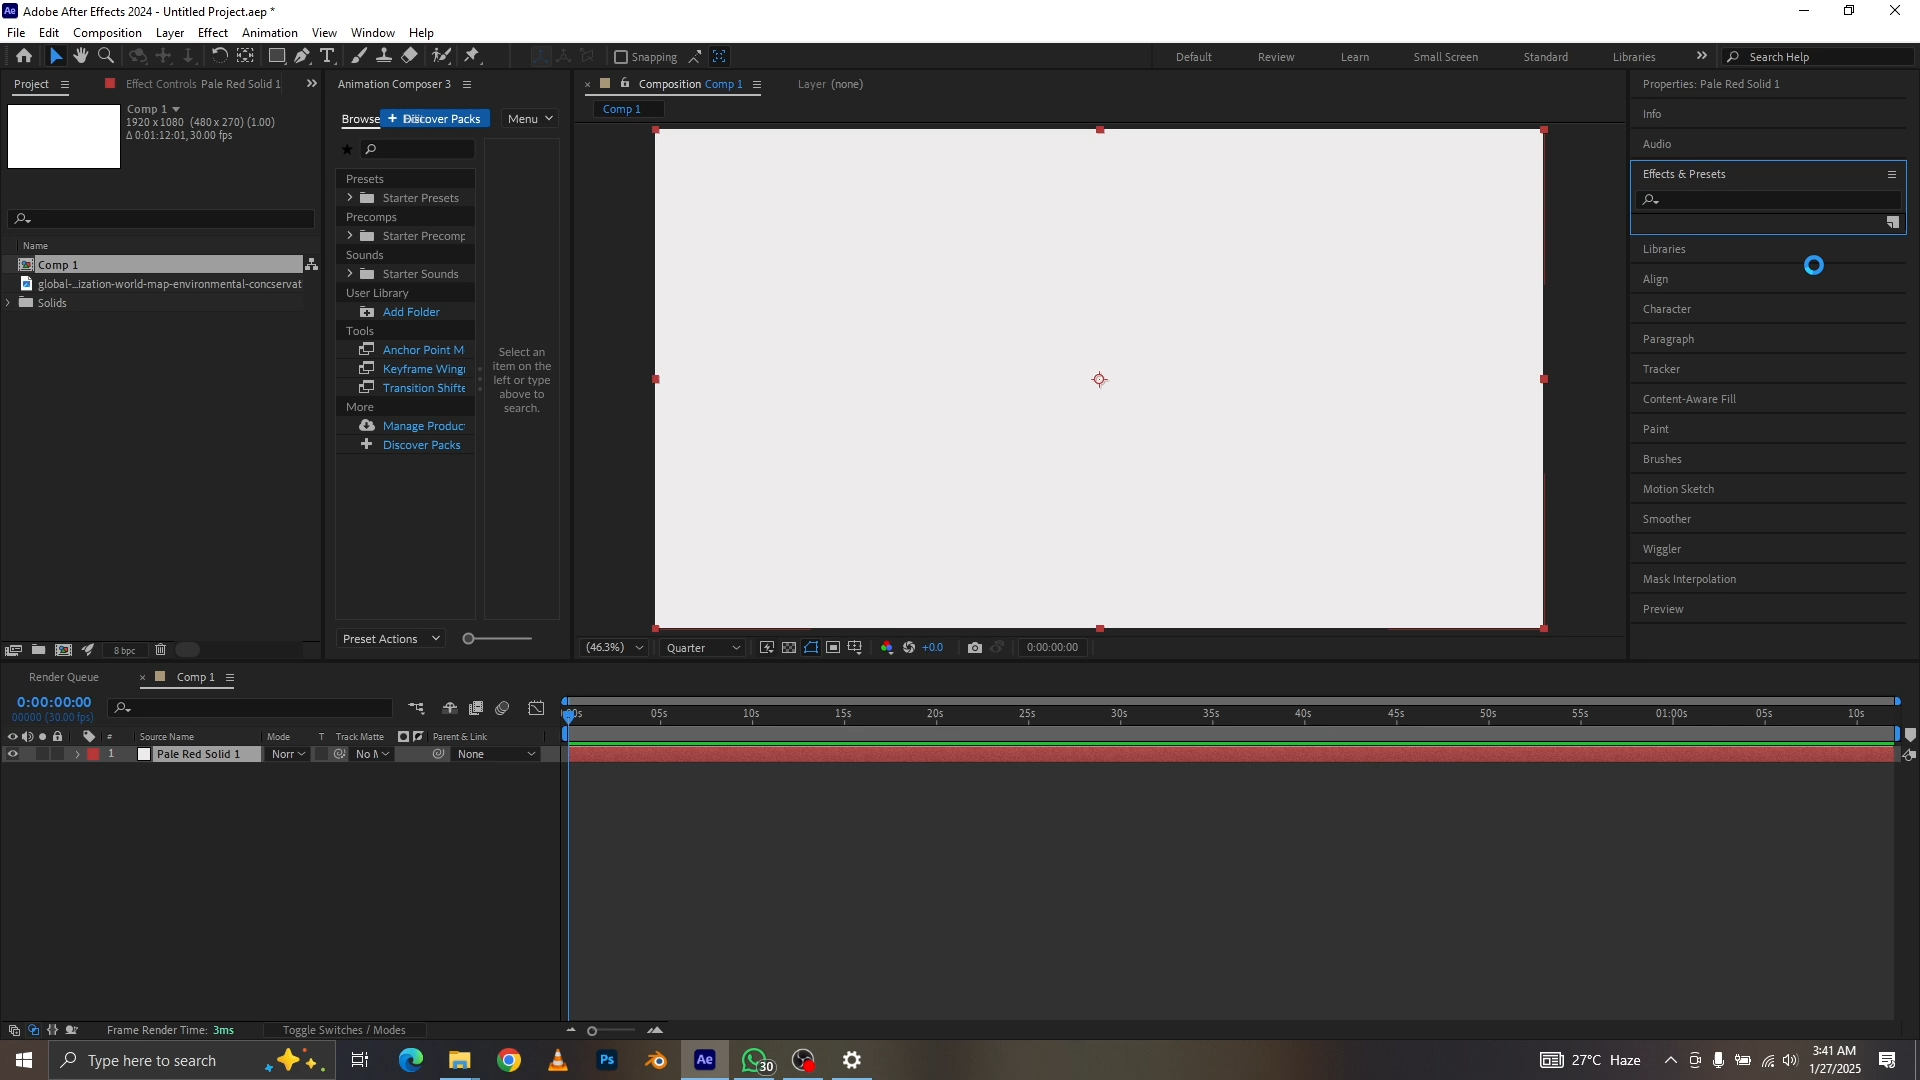 Adobe After Effects 2024 - Untitled Project.aep *
File Edit Composition Layer Effect Animation View Window Help
Snapping
Default Review Learn Small Screen Standard Libraries Search Help
Project Effect Controls Pale Red Solid 1
Comp 1
1920 x 1080 (480 x 270) (1.00)
Δ 0:01:12:01, 30.00 fps
Name
Comp 1
global-...ization-world-map-environmental-concservat
Solids
8 bpc
Animation Composer 3
Browse Discover Packs Menu
Presets
Starter Presets
Precomps
Starter Precomp
Sounds
Starter Sounds
User Library
Add Folder
Tools
Anchor Point M
Keyframe Wing
Transition Shifte
More
Manage Produc
Discover Packs
Select an
item on the
left or type
above to
search.
Preset Actions
Composition Comp 1 Layer (none)
Comp 1
(46.3%) Quarter +0.0 0:00:00:00
Properties: Pale Red Solid 1
Info
Audio
Effects & Presets
Libraries
Align
Character
Paragraph
Tracker
Content-Aware Fill
Paint
Brushes
Motion Sketch
Smoother
Wiggler
Mask Interpolation
Preview
Render Queue Comp 1
0:00:00:00
00000 (30.00 fps)
:00s 05s 10s 15s 20s 25s 30s 35s 40s 45s 50s 55s 01:00s 05s 10s
# Source Name Mode T Track Matte Parent & Link
1 Pale Red Solid 1 Norr No M None
Frame Render Time: 3ms Toggle Switches / Modes
Type here to search
Ps Ae 30
27°C Haze
3:41 AM
1/27/2025